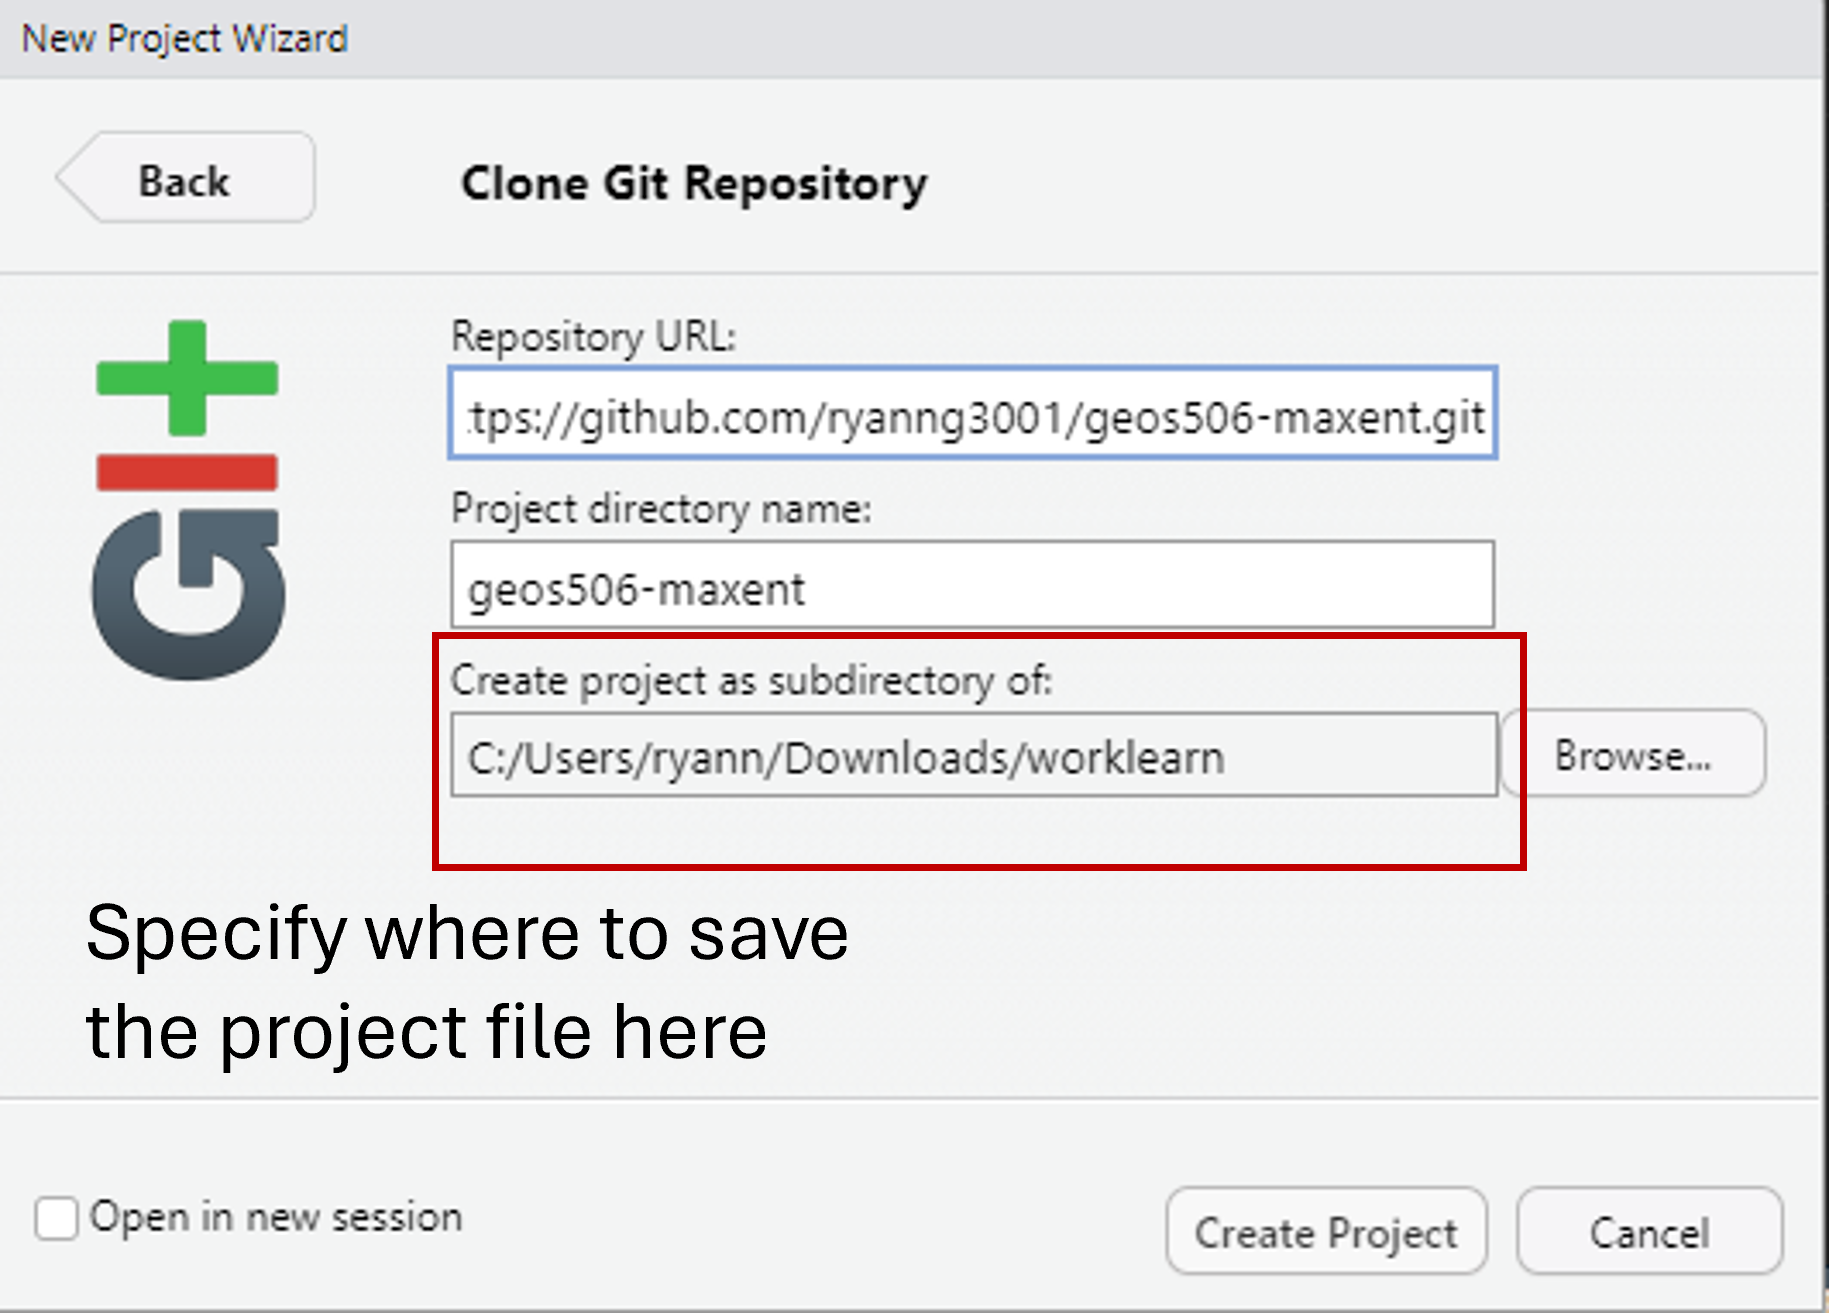 New Project Wizard
Back
Clone Git Repository
Git
Repository URL:
tps://github.com/ryanng3001/geos506-maxent.git
Project directory name:
geos506-maxent
Create project as subdirectory of:
C:/Users/ryann/Downloads/worklearn
Browse...
Specify where to save
the project file here
Open in new session
Create Project
Cancel